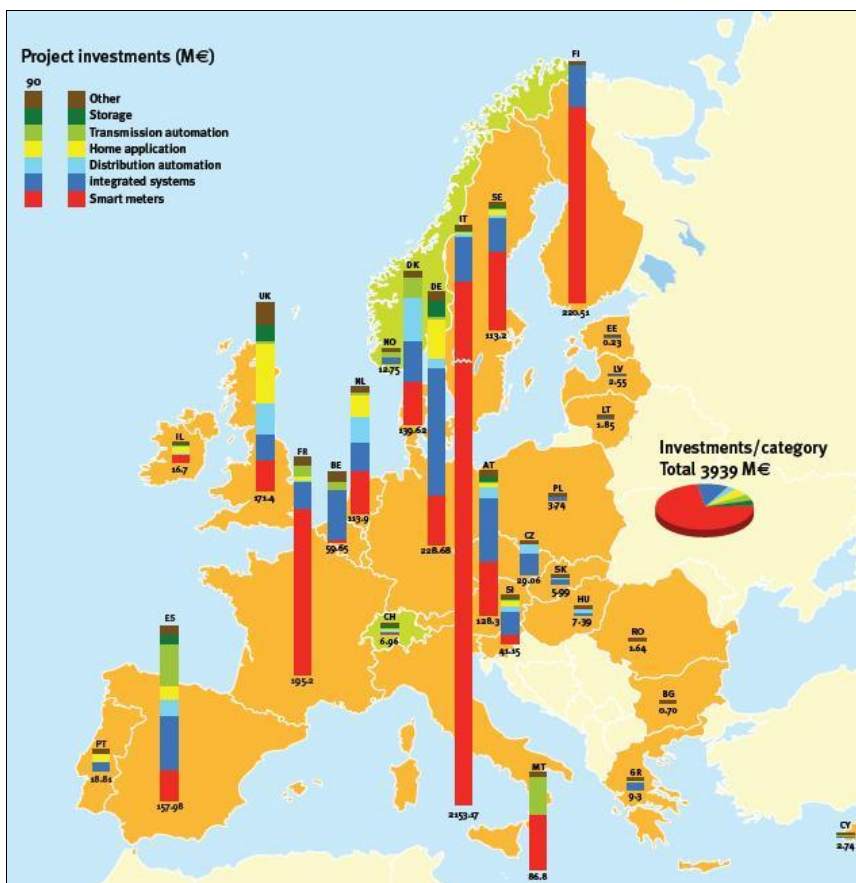 Project investments (M€)
90
Other
Storage
Transmission automation
Home application
Distribution automation
integrated systems
Smart meters
FI
220.51
SE
113.2
IT
2153.17
DK
139.62
DE
228.68
NO
12.75
UK
171.4
NL
113.9
IL
16.7
FR
195.2
BE
59.65
EE
0.23
LV
2.55
LT
1.85
Investments/category
Total 3939 M€
AT
128.3
PL
3.74
CZ
29.06
SK
5.99
SI
41.15
HU
7.39
CH
6.96
RO
1.64
BG
0.70
ES
157.98
PT
18.81
MT
86.8
GR
9.3
CY
2.74